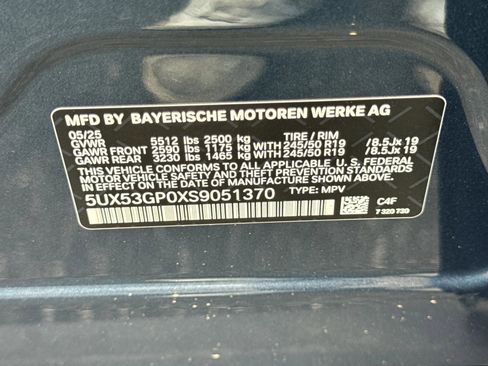 MFD BY BAYERISCHE MOTOREN WERKE AG
05/25
GVWR 5512 lbs 2500 kg TIRE / RIM
GAWR FRONT 2590 lbs 1175 kg WITH 245/50 R19 /8.5Jx 19
GAWR REAR 3230 lbs 1465 kg WITH 245/50 R19 /8.5Jx 19
THIS VEHICLE CONFORMS TO ALL APPLICABLE U.S. FEDERAL
MOTOR VEHICLE SAFETY AND THEFT PREVENTION STANDARDS
IN EFFECT ON THE DATE OF MANUFACTURE SHOWN ABOVE.
5UX53GP0XS9051370 TYPE: MPV C4F
7 320 730